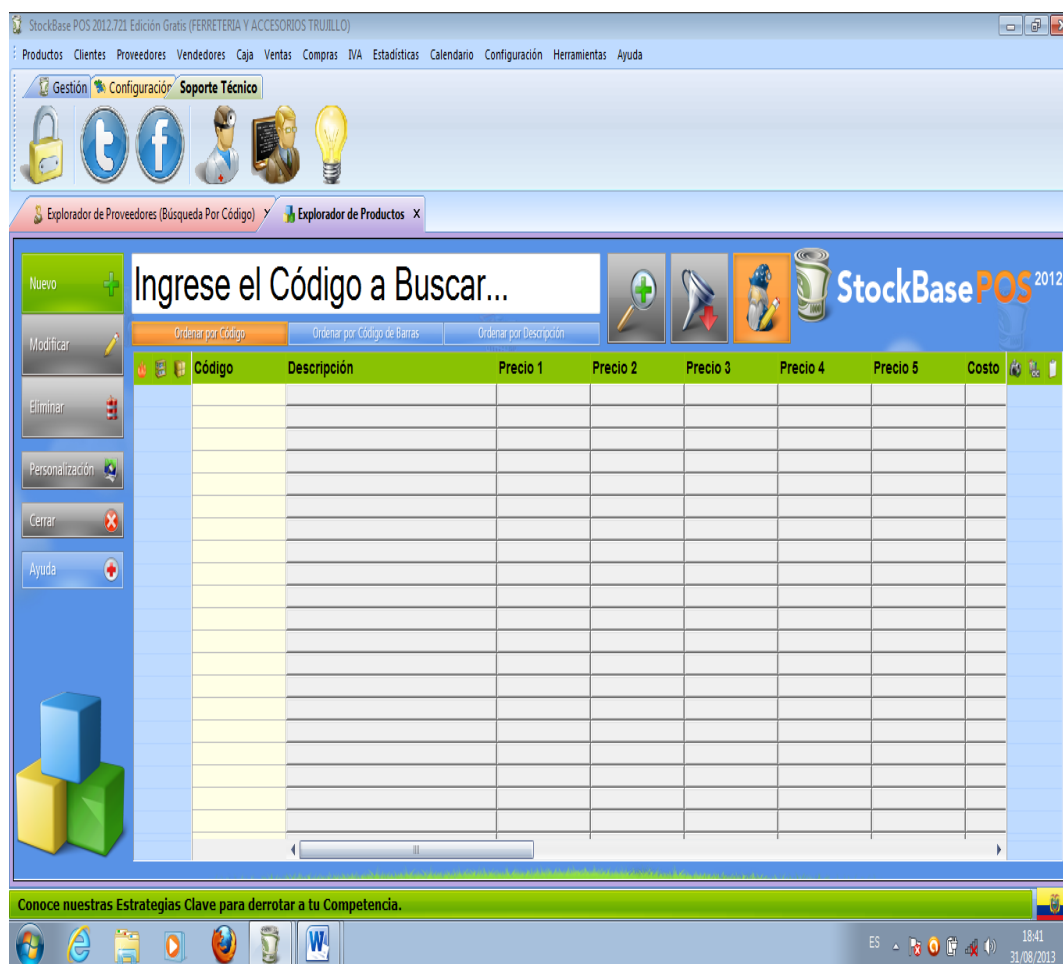 StockBase POS 2012.721 Edición Gratis (FERRETERIA Y ACCESORIOS TRUJILLO)
Productos Clientes Proveedores Vendedores Caja Ventas Compras IVA Estadísticas Calendario Configuración Herramientas Ayuda
Gestión Configuración Soporte Técnico
Explorador de Proveedores (Búsqueda Por Código) X Explorador de Productos X
Nuevo
Ingrese el Código a Buscar...
StockBase POS 2012
Modificar
Ordenar por Código Ordenar por Código de Barras Ordenar por Descripción
Código Descripción Precio 1 Precio 2 Precio 3 Precio 4 Precio 5 Costo
Eliminar
Personalización
Cerrar
Ayuda
Conoce nuestras Estrategias Clave para derrotar a tu Competencia.
ES 18:41
31/08/2013